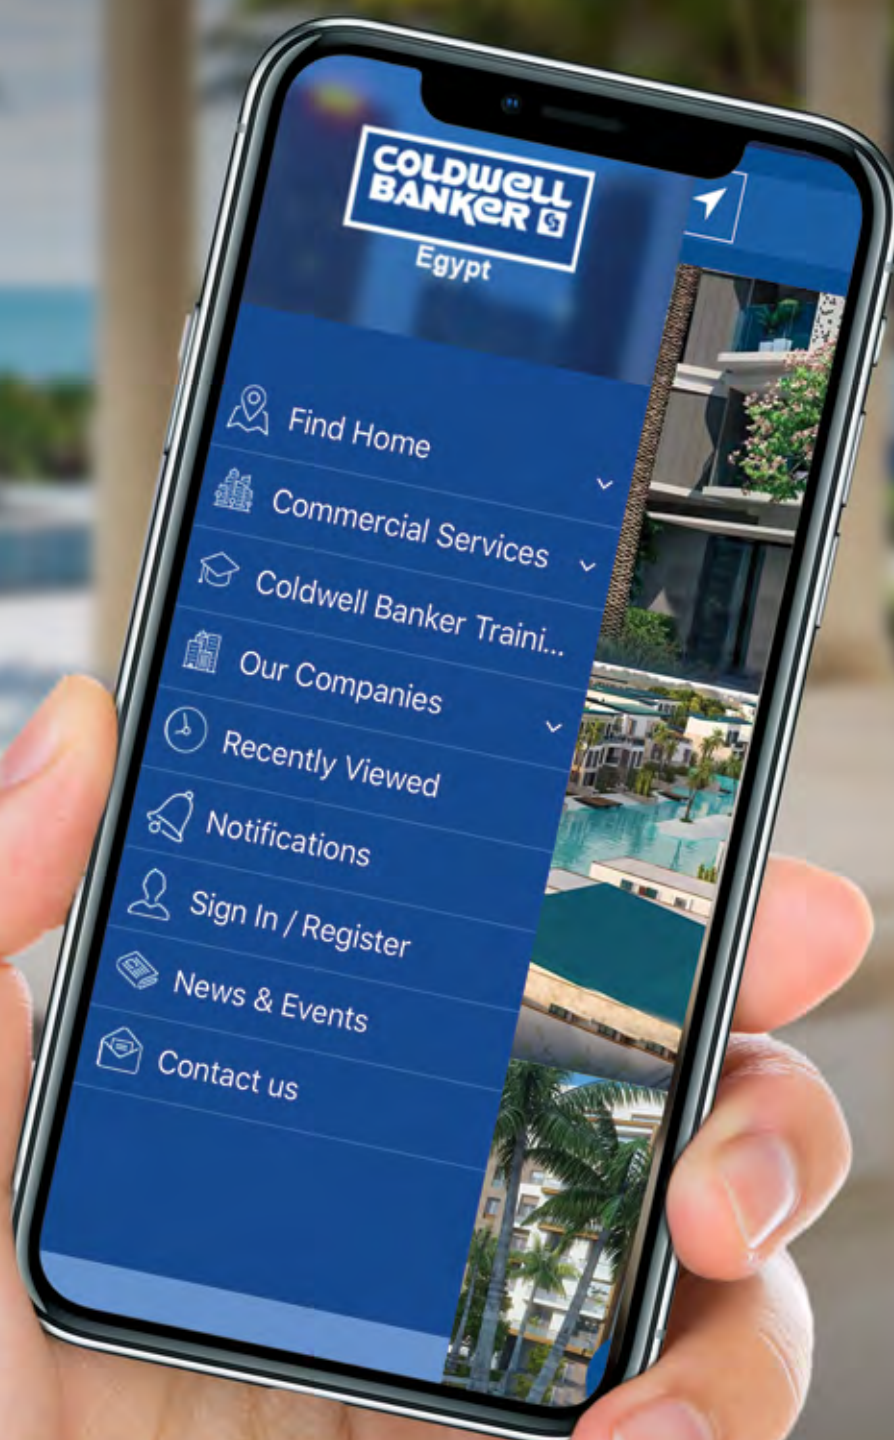 COLDWELL
BANKER
Egypt
Find Home
Commercial Services
Coldwell Banker Traini...
Our Companies
Recently Viewed
Notifications
Sign In / Register
News & Events
Contact us